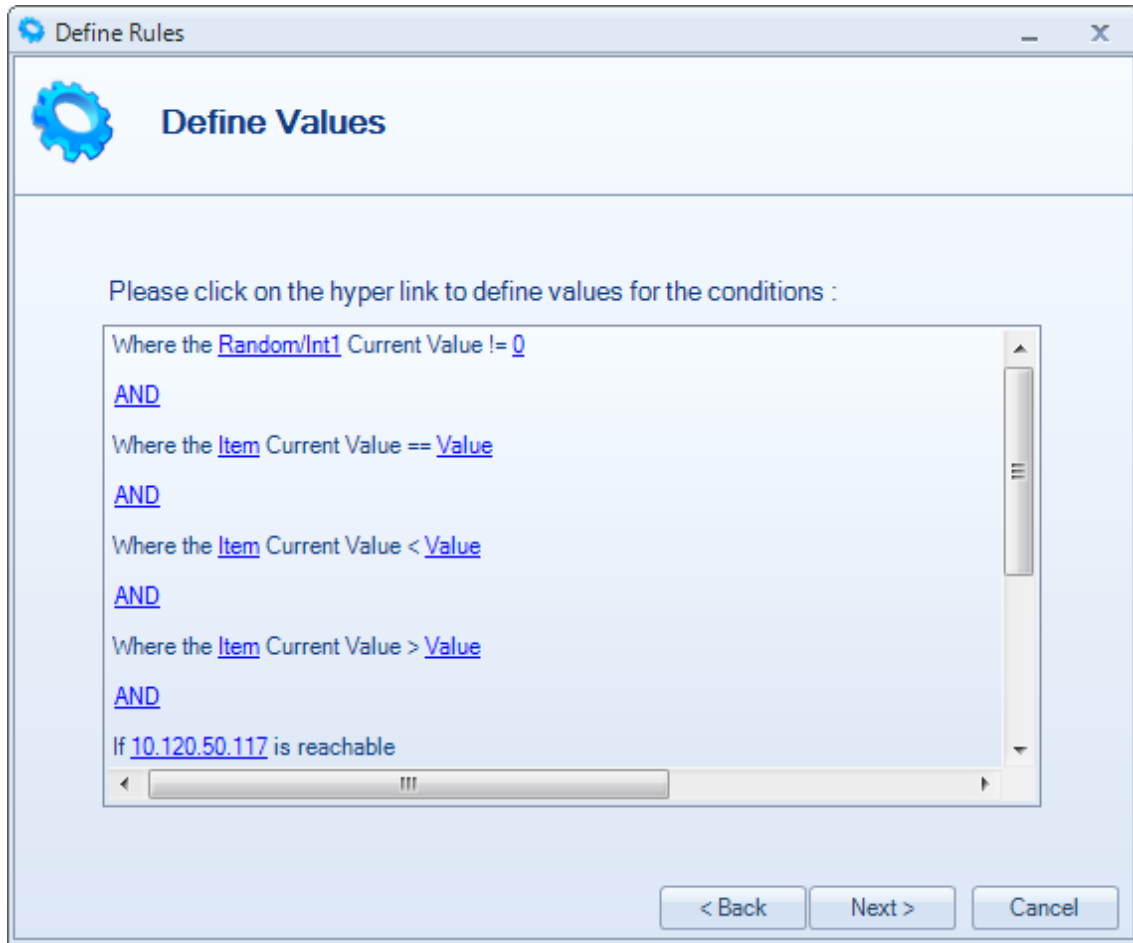 Define Rules
Define Values
Please click on the hyper link to define values for the conditions :
Where the Random/Int1 Current Value != 0
AND
Where the Item Current Value == Value
AND
Where the Item Current Value < Value
AND
Where the Item Current Value > Value
AND
If 10.120.50.117 is reachable
< Back Next > Cancel